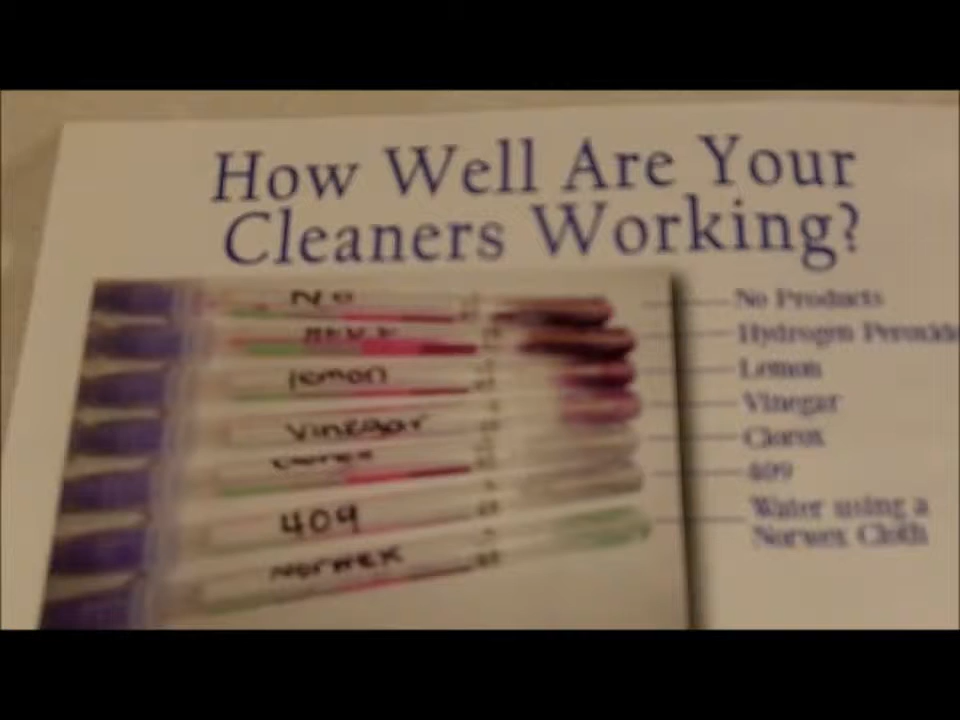 How Well Are Your
Cleaners Working?
No
No Products
Hydrogen Peroxide
lemon
Lemon
vinegar
Vinegar
Clorox
Clorox
409
409
Water using a
Norwex Cloth
Norwex